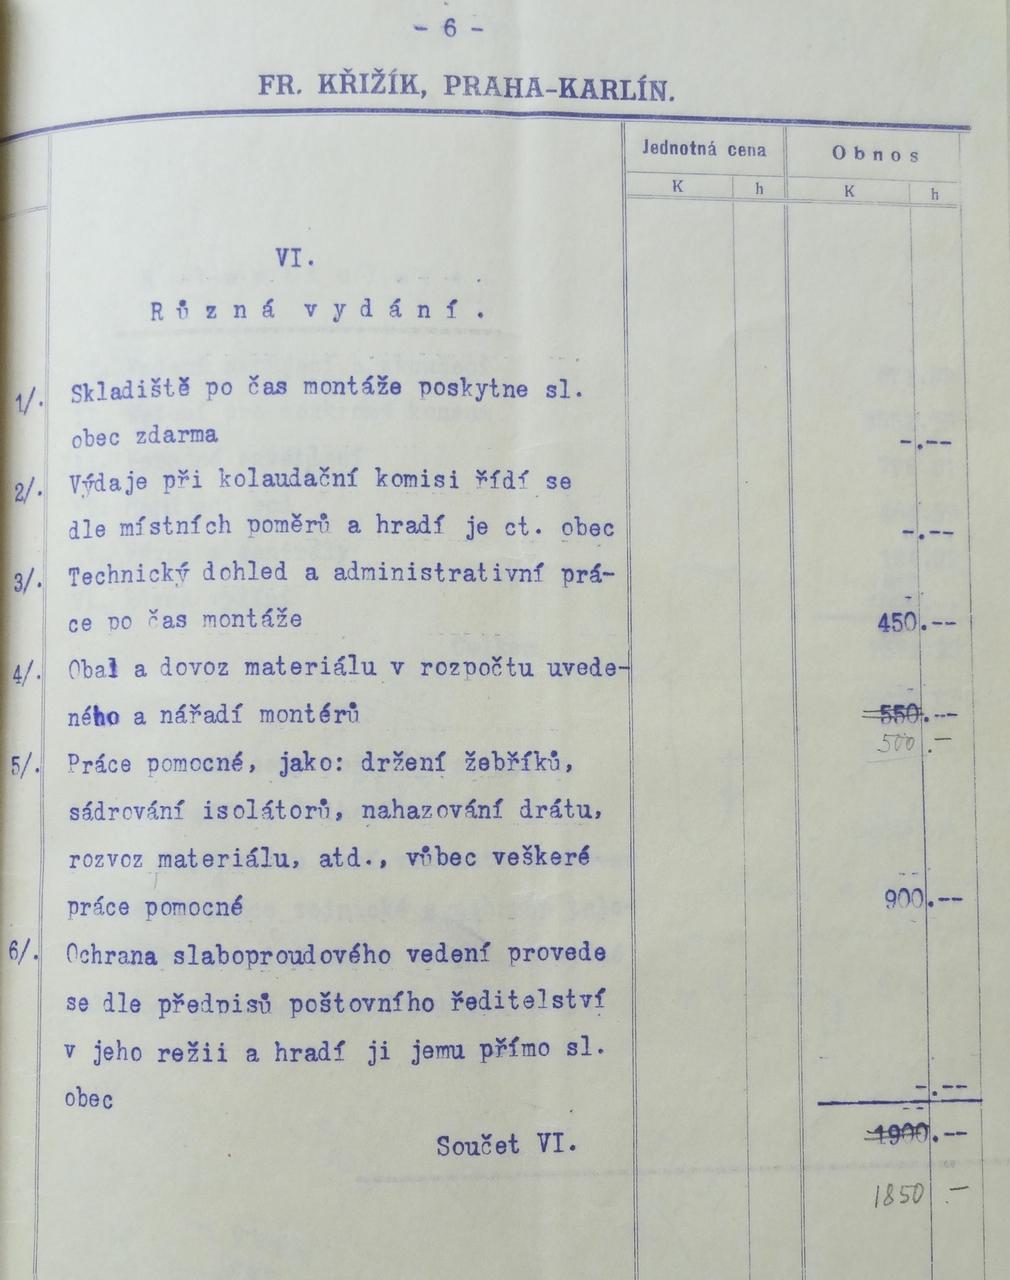 - 6 -
FR. KŘIŽÍK, PRAHA-KARLÍN.
Jednotná cena Obnos
K h K h
VI.
Různá vydání.
1/. Skladiště po čas montáže poskytne sl.
obec zdarma -.--
2/. Výdaje při kolaudační komisi řídí se
dle místních poměrů a hradí je ct. obec -.--
3/. Technický dohled a administrativní prá-
ce po čas montáže 450.--
4/. Obal a dovoz materiálu v rozpočtu uvede-
ného a nářadí montérů 550.--
500.-
5/. Práce pomocné, jako: držení žebříků,
sádrování isolátorů, nahazování drátu,
rozvoz materiálu, atd., vůbec veškeré
práce pomocné 900.--
6/. Ochrana slaboproudového vedení provede
se dle předpisů poštovního ředitelství
v jeho režii a hradí ji jemu přímo sl.
obec -.--
Součet VI. 1900.--
1850 -